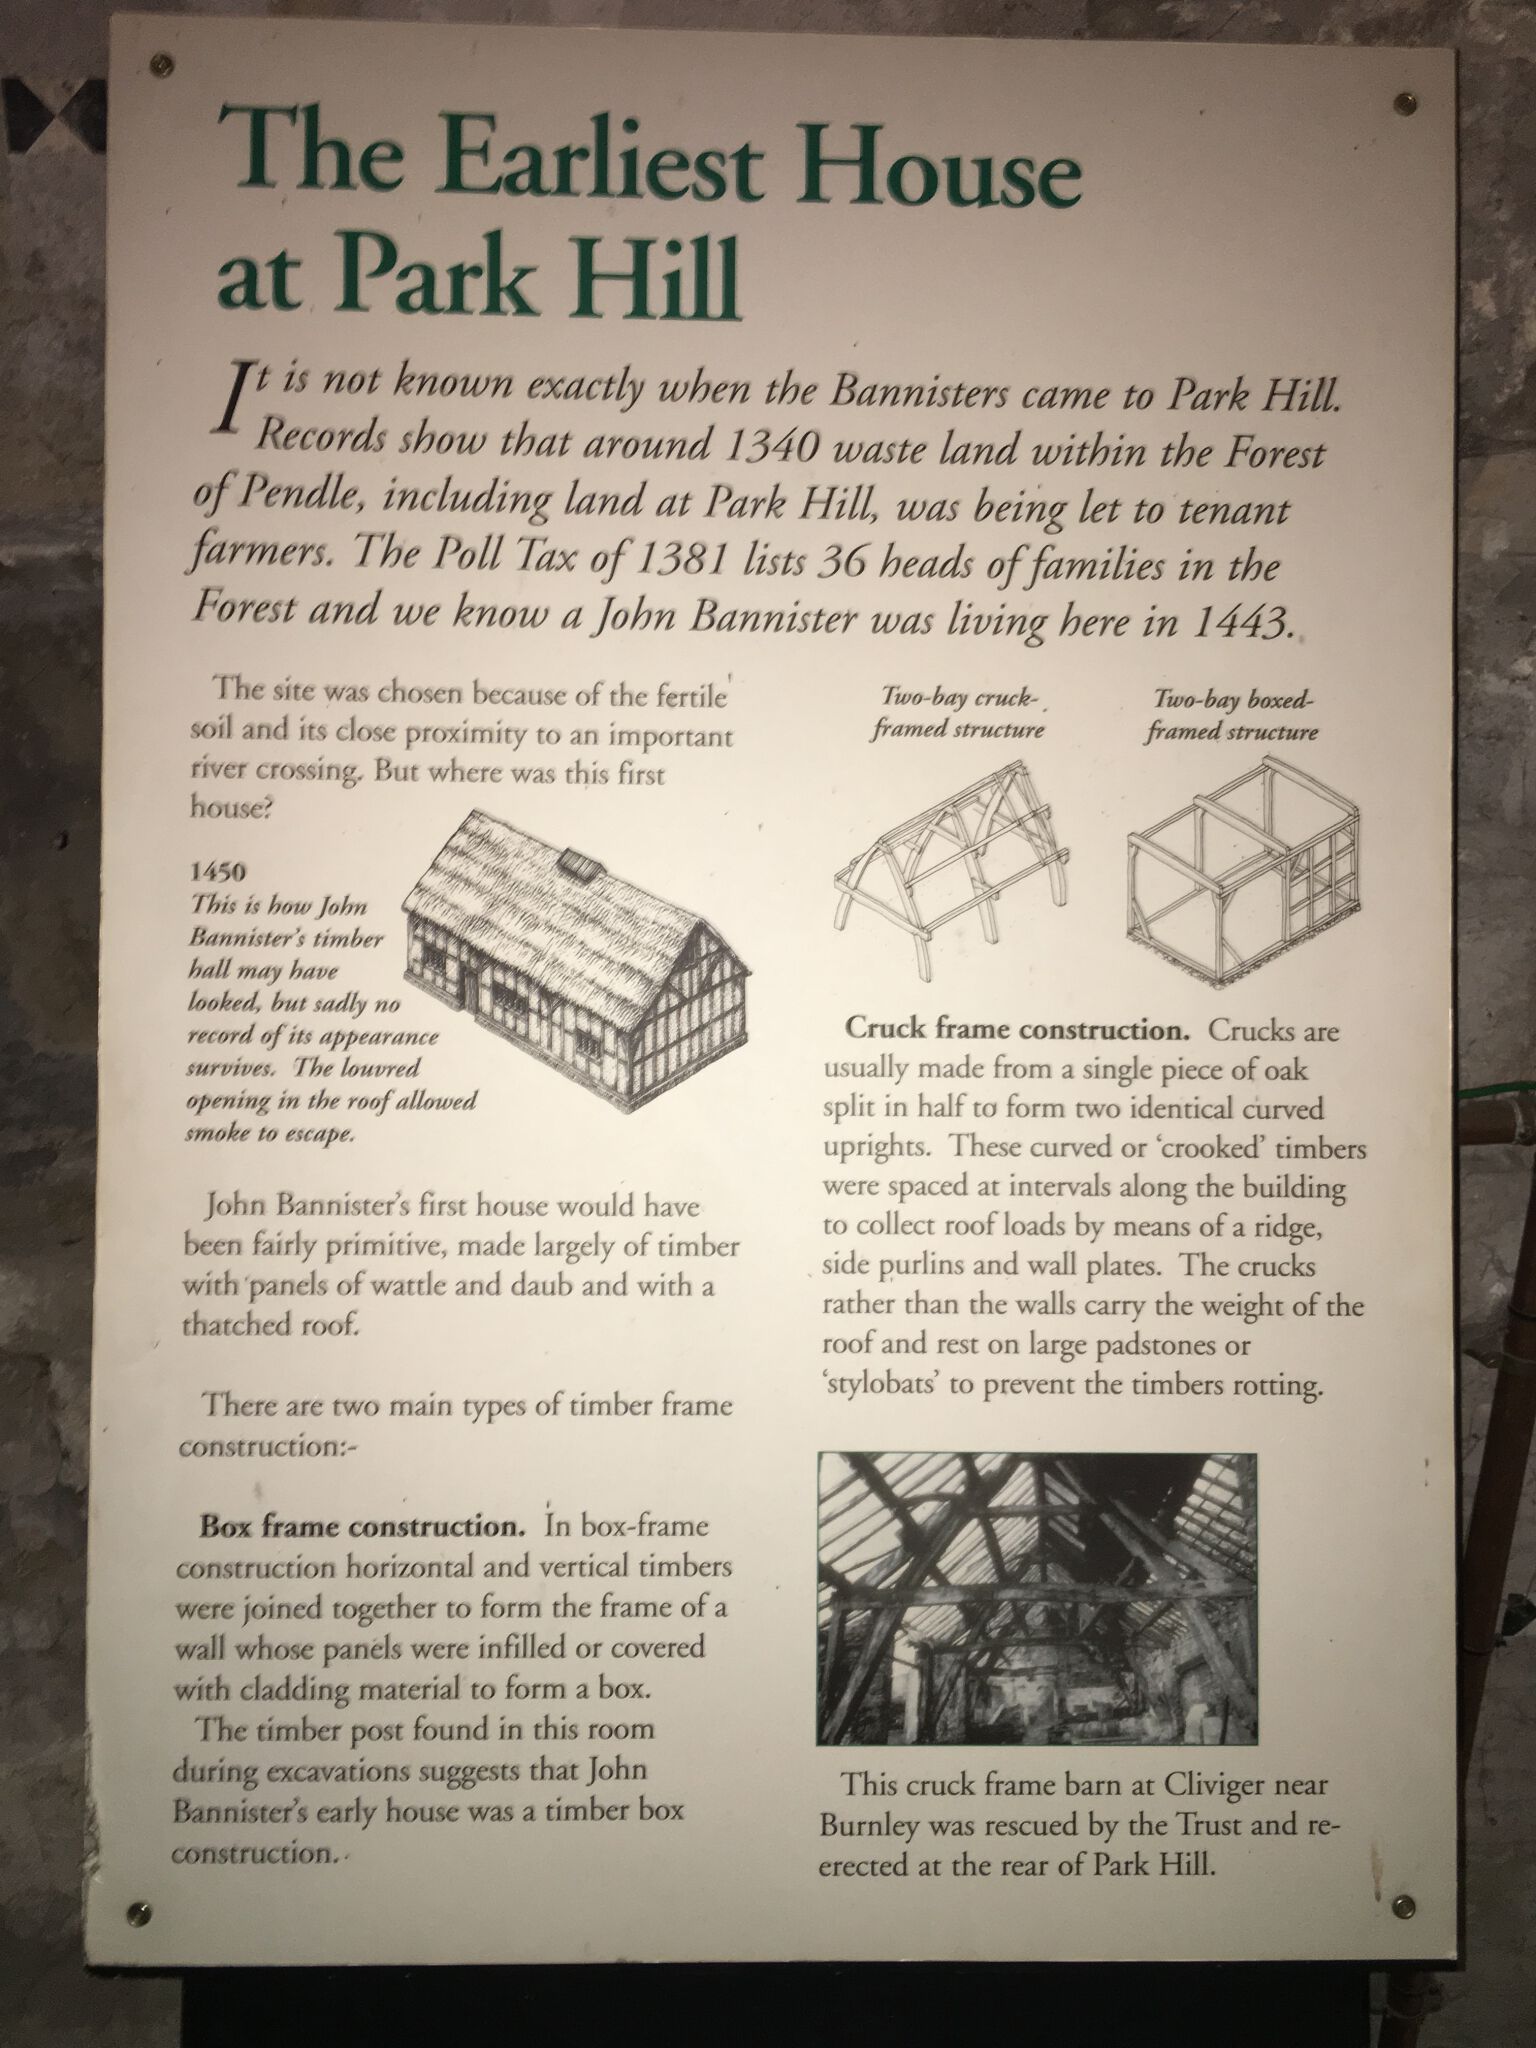 The Earliest House
at Park Hill
It is not known exactly when the Bannisters came to Park Hill.
Records show that around 1340 waste land within the Forest
of Pendle, including land at Park Hill, was being let to tenant
farmers. The Poll Tax of 1381 lists 36 heads of families in the
Forest and we know a John Bannister was living here in 1443.
The site was chosen because of the fertile
soil and its close proximity to an important
river crossing. But where was this first
house?
1450
This is how John
Bannister's timber
hall may have
looked, but sadly no
record of its appearance
survives. The louvred
opening in the roof allowed
smoke to escape.
John Bannister's first house would have
been fairly primitive, made largely of timber
with panels of wattle and daub and with a
thatched roof.
There are two main types of timber frame
construction:-
Box frame construction. In box-frame
construction horizontal and vertical timbers
were joined together to form the frame of a
wall whose panels were infilled or covered
with cladding material to form a box.
The timber post found in this room
during excavations suggests that John
Bannister's early house was a timber box
construction.
Two-bay cruck-
framed structure
Two-bay boxed-
framed structure
Cruck frame construction. Crucks are
usually made from a single piece of oak
split in half to form two identical curved
uprights. These curved or 'crooked' timbers
were spaced at intervals along the building
to collect roof loads by means of a ridge,
side purlins and wall plates. The crucks
rather than the walls carry the weight of the
roof and rest on large padstones or
'stylobats' to prevent the timbers rotting.
This cruck frame barn at Cliviger near
Burnley was rescued by the Trust and re-
erected at the rear of Park Hill.